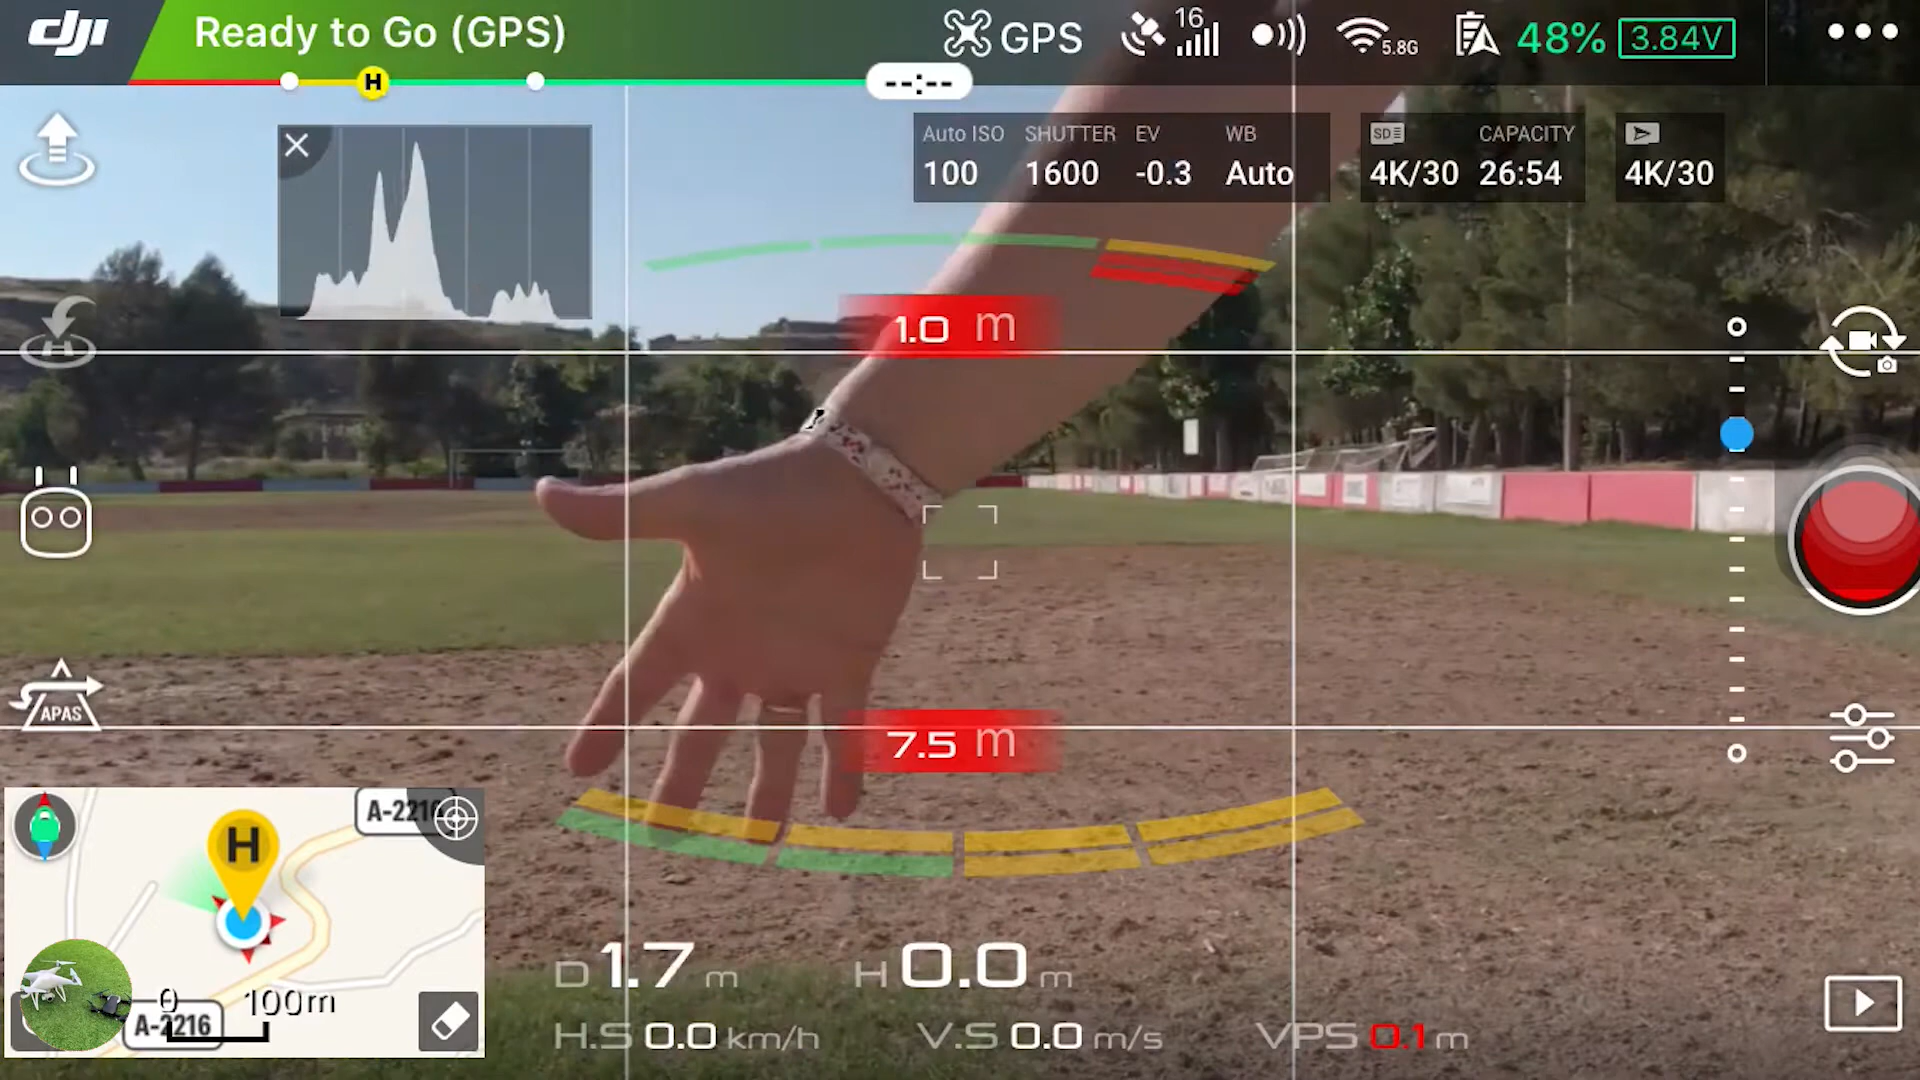 dji
Ready to Go (GPS)
GPS
16
5.8G
48%
3.84V
H
--:--
Auto ISO SHUTTER EV WB
100 1600 -0.3 Auto
SD CAPACITY
4K/30 26:54
4K/30
1.0 m
H
APAS
7.5 m
A-2216
H
D 1.7 m H 0.0 m
0 100m
A-2216
H.S 0.0 km/h V.S 0.0 m/s VPS 0.1 m